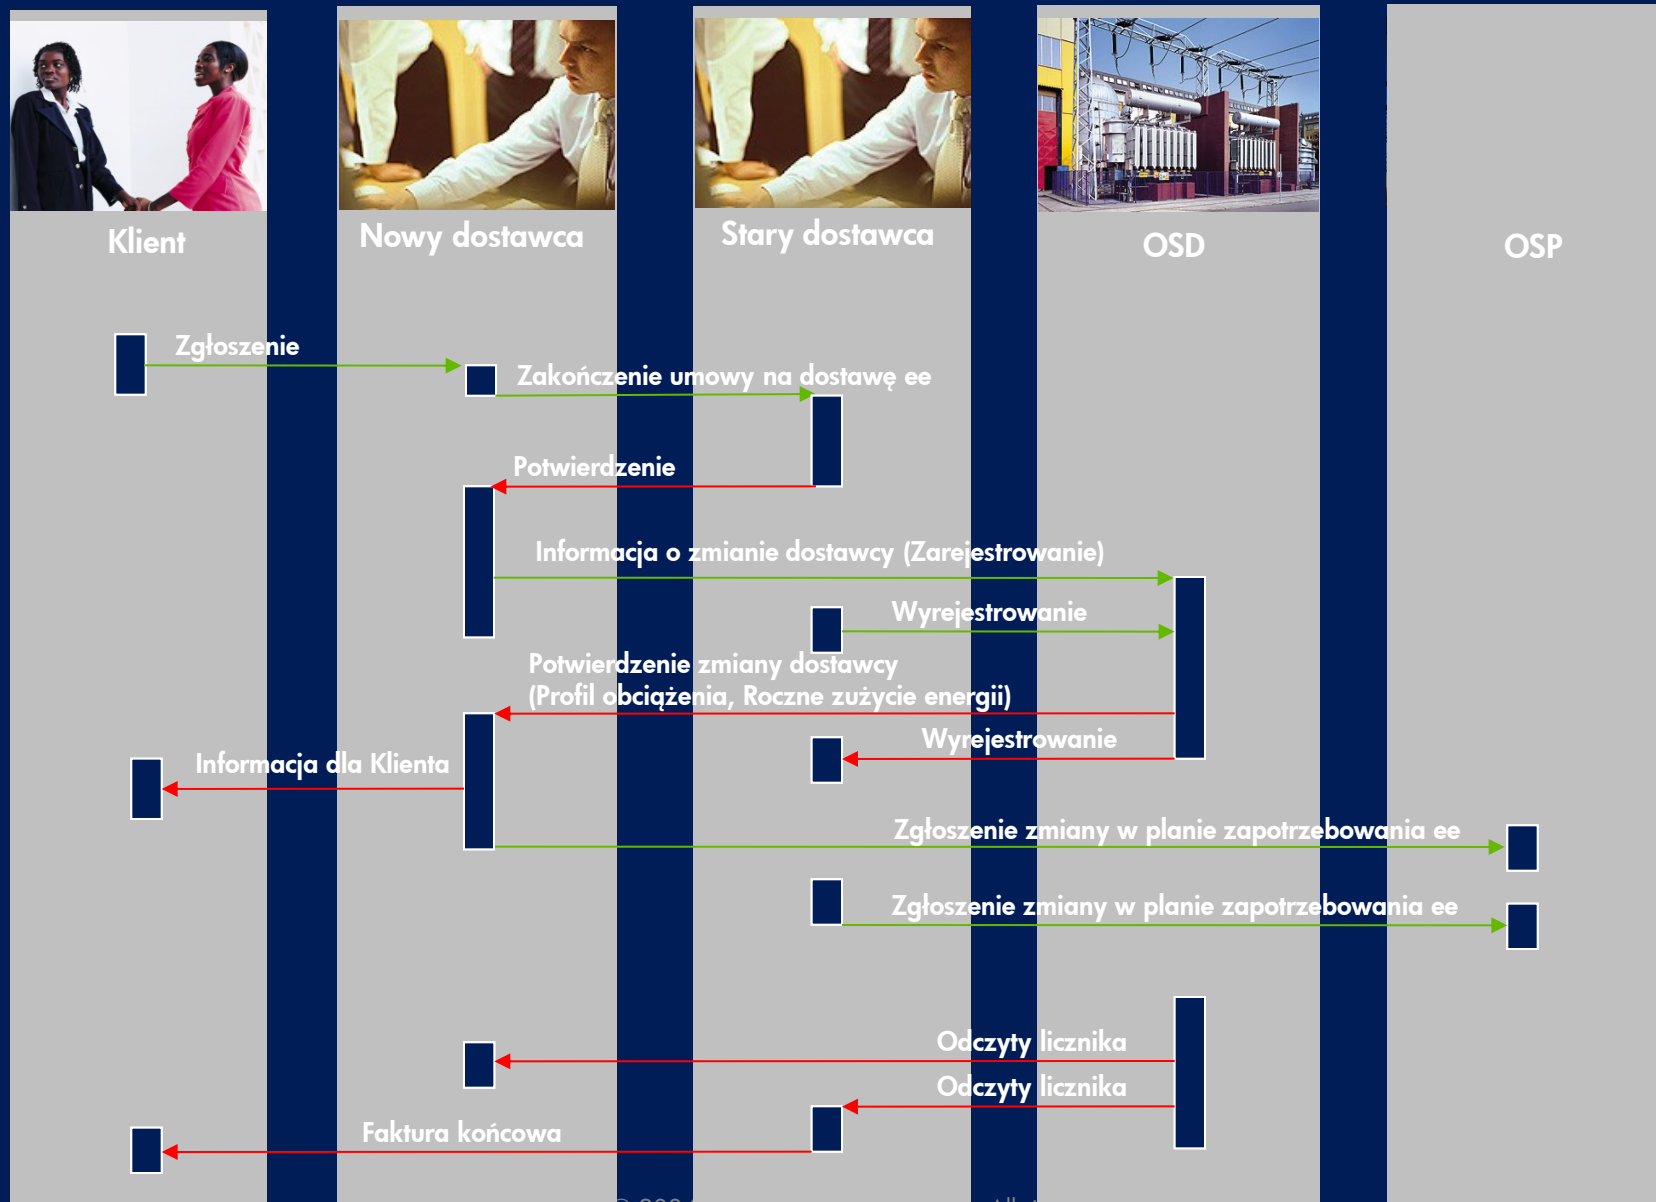 Klient
Nowy dostawca
Stary dostawca
OSD
OSP
Zgłoszenie
Zakończenie umowy na dostawę ee
Potwierdzenie
Informacja o zmianie dostawcy (Zarejestrowanie)
Wyrejestrowanie
Potwierdzenie zmiany dostawcy
(Profil obciążenia, Roczne zużycie energii)
Wyrejestrowanie
Informacja dla Klienta
Zgłoszenie zmiany w planie zapotrzebowania ee
Zgłoszenie zmiany w planie zapotrzebowania ee
Odczyty licznika
Odczyty licznika
Faktura końcowa